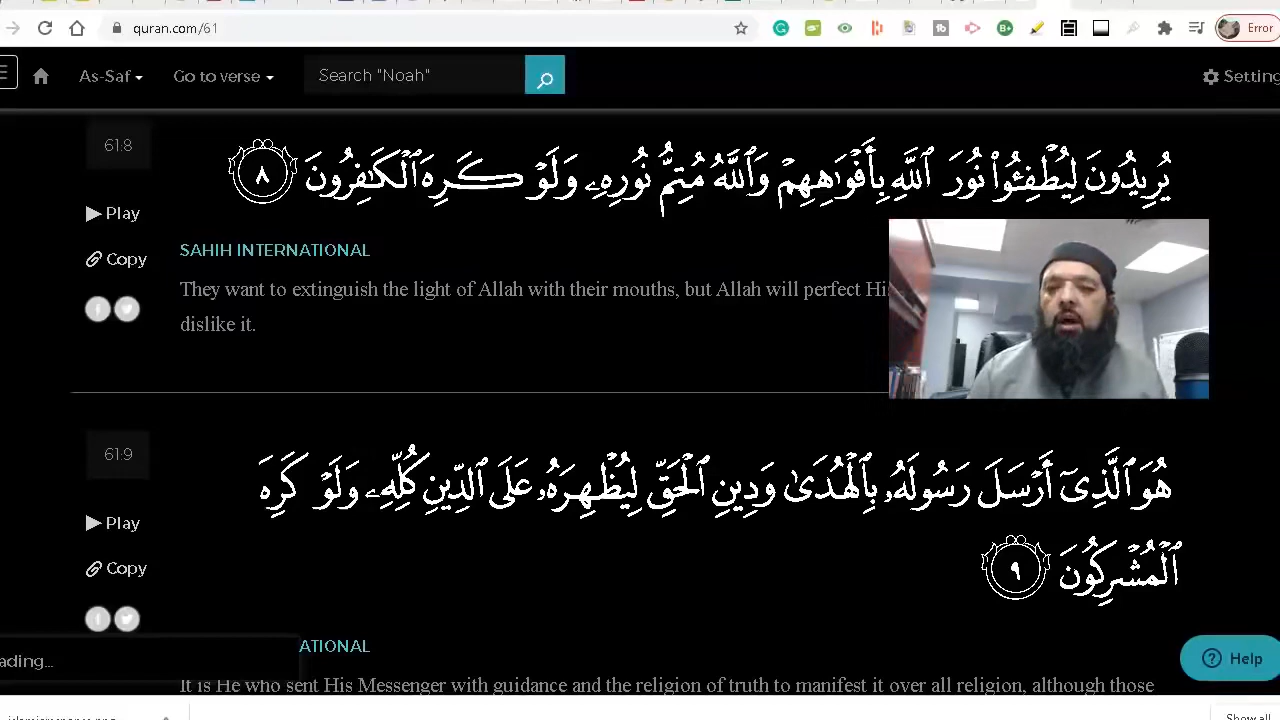 quran.com/61
Error
As-Saf
Go to verse
Search "Noah"
Setting
61:8
يُرِيدُونَ لِيُطْفِـُٔوا۟ نُورَ ٱللَّهِ بِأَفْوَٰهِهِمْ وَٱللَّهُ مُتِمُّ نُورِهِۦ وَلَوْ كَرِهَ ٱلْكَـٰفِرُونَ ٨
Play
SAHIH INTERNATIONAL
Copy
They want to extinguish the light of Allah with their mouths, but Allah will perfect Hi
dislike it.
61:9
هُوَ ٱلَّذِىٓ أَرْسَلَ رَسُولَهُۥ بِٱلْهُدَىٰ وَدِينِ ٱلْحَقِّ لِيُظْهِرَهُۥ عَلَى ٱلدِّينِ كُلِّهِۦ وَلَوْ كَرِهَ
ٱلْمُشْرِكُونَ ٩
Play
Copy
ATIONAL
ading...
Help
It is He who sent His Messenger with guidance and the religion of truth to manifest it over all religion, although those
Show all